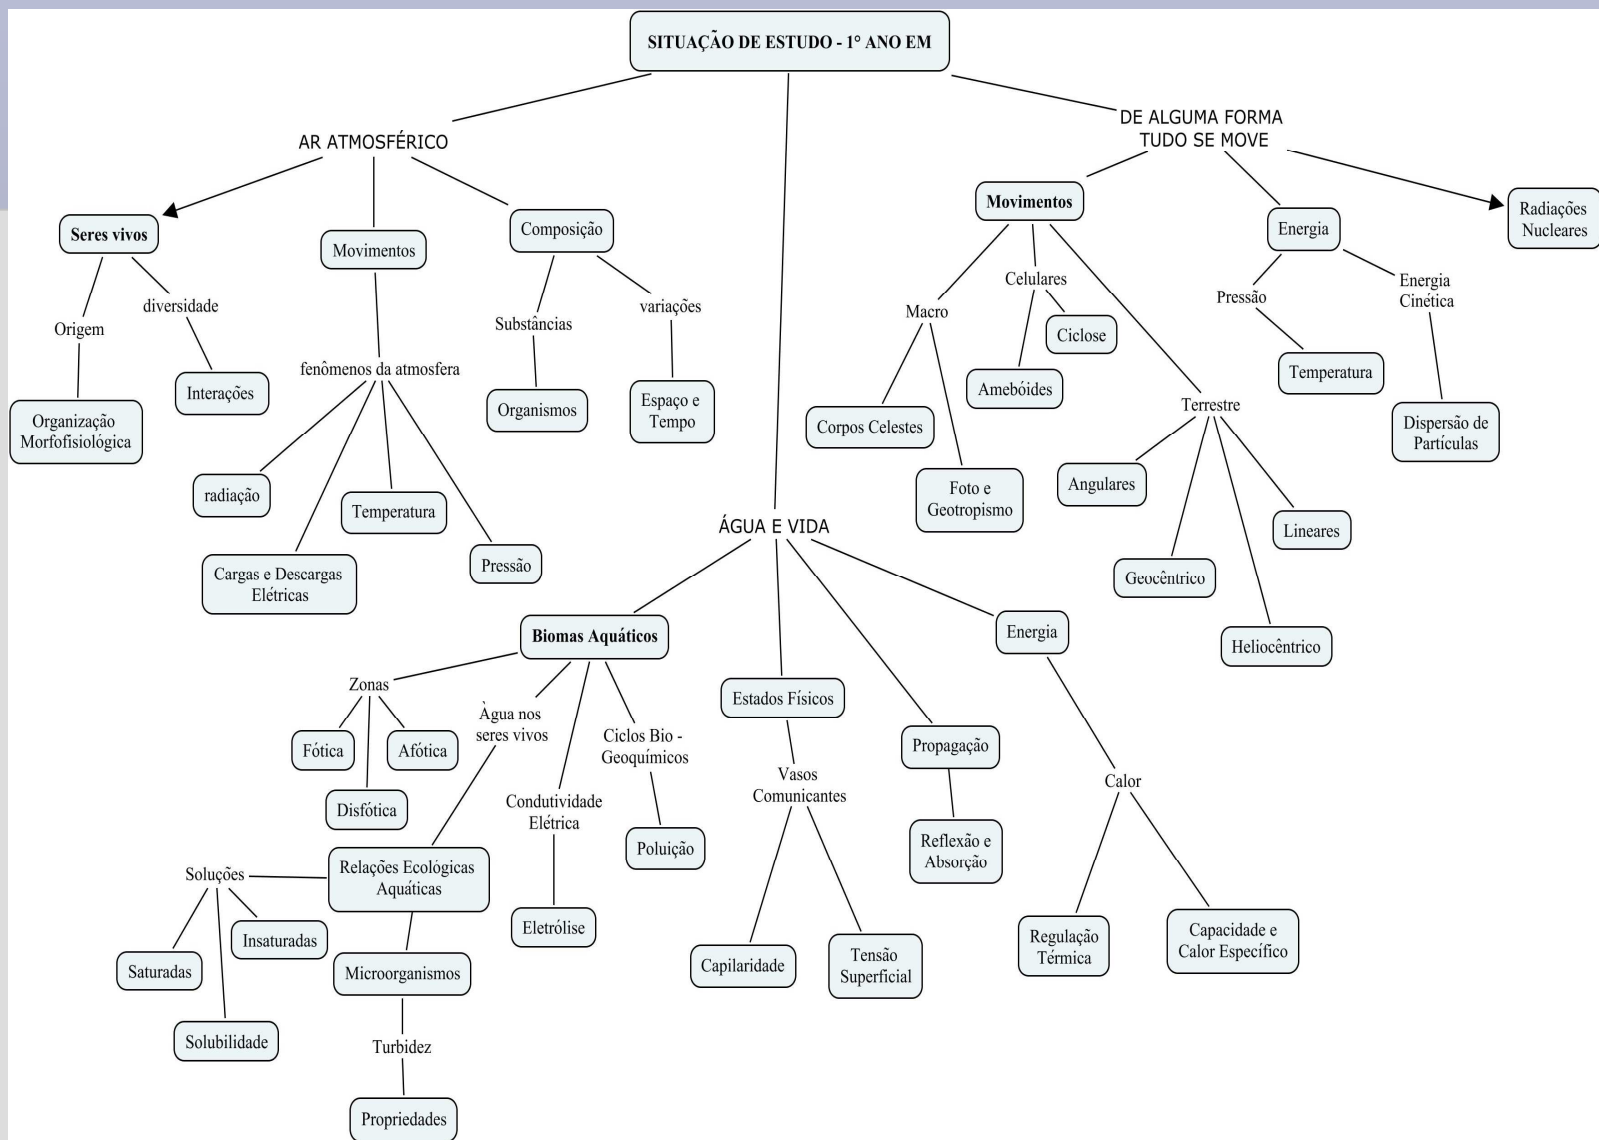 SITUAÇÃO DE ESTUDO - 1° ANO EM
AR ATMOSFÉRICO
DE ALGUMA FORMA
TUDO SE MOVE
Seres vivos
Movimentos
Composição
Origem
diversidade
Organização
Morfofisiológica
Interações
fenômenos da atmosfera
radiação
Cargas e Descargas
Elétricas
Temperatura
Pressão
Substâncias
variações
Organismos
Espaço e
Tempo
Movimentos
Energia
Radiações
Nucleares
Macro
Celulares
Terrestre
Corpos Celestes
Foto e
Geotropismo
Amebóides
Ciclose
Angulares
Geocêntrico
Heliocêntrico
Lineares
Pressão
Energia
Cinética
Temperatura
Dispersão de
Partículas
ÁGUA E VIDA
Biomas Aquáticos
Estados Físicos
Propagação
Energia
Zonas
Fótica
Disfótica
Afótica
Água nos
seres vivos
Condutividade
Elétrica
Ciclos Bio -
Geoquímicos
Relações Ecológicas
Aquáticas
Eletrólise
Poluição
Soluções
Saturadas
Solubilidade
Insaturadas
Microorganismos
Turbidez
Propriedades
Vasos
Comunicantes
Capilaridade
Tensão
Superficial
Reflexão e
Absorção
Calor
Regulação
Térmica
Capacidade e
Calor Específico